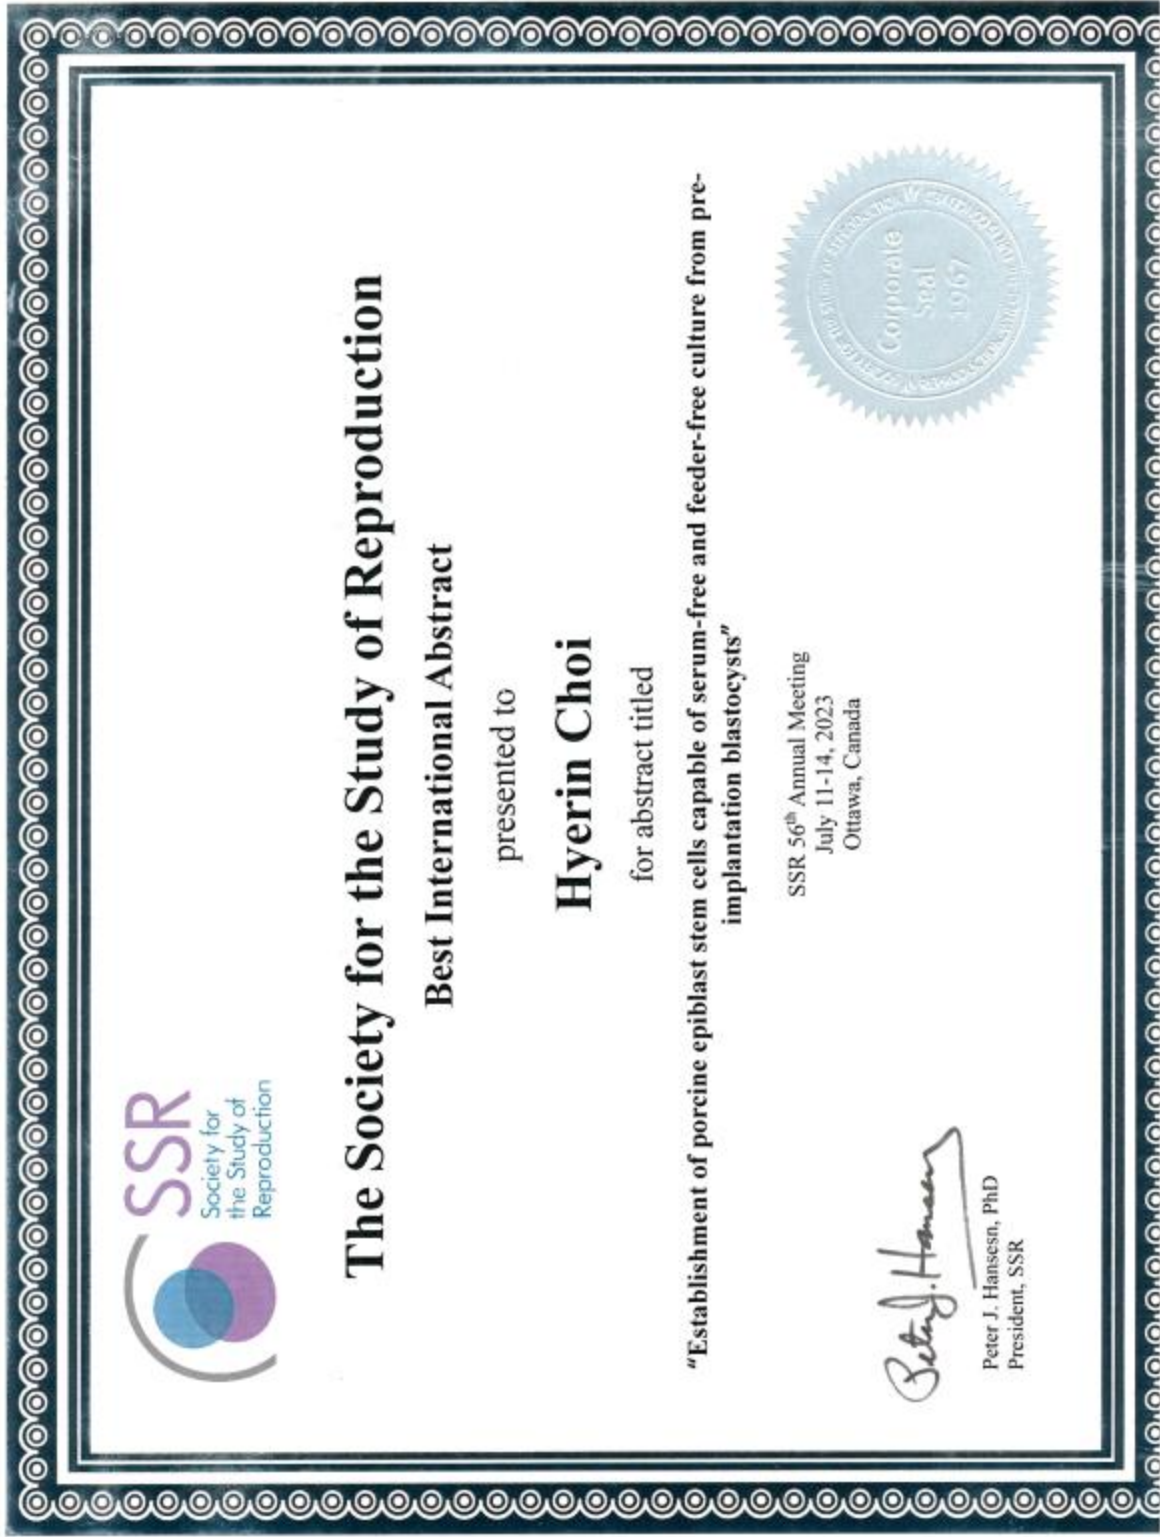 SSR
Society for
the Study of
Reproduction
The Society for the Study of Reproduction
Best International Abstract
presented to
Hyerin Choi
for abstract titled
“Establishment of porcine epiblast stem cells capable of serum-free and feeder-free culture from pre-
implantation blastocysts”
SSR 56th Annual Meeting
July 11-14, 2023
Ottawa, Canada
Peter J. Hansen
Peter J. Hansesn, PhD
President, SSR
Corporate
Seal
1967